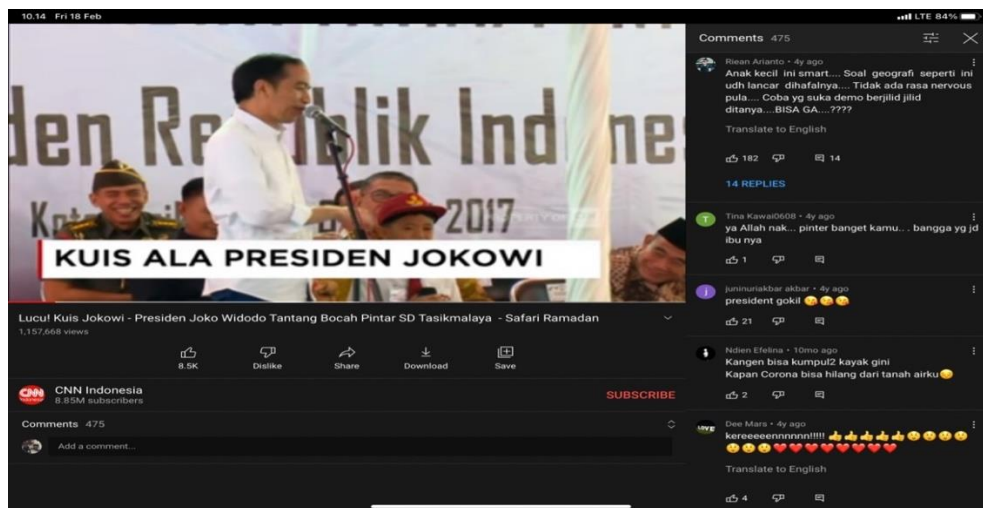 10.14 Fri 18 Feb
LTE 84%
den Re blik Indones
2017
KUIS ALA PRESIDEN JOKOWI
Lucu! Kuis Jokowi - Presiden Joko Widodo Tantang Bocah Pintar SD Tasikmalaya - Safari Ramadan
1,157,668 views
8.5K Dislike Share Download Save
CNN
CNN Indonesia
8.85M subscribers
SUBSCRIBE
Comments 475
Add a comment...
Comments 475
Riean Arianto • 4y ago
Anak kecil ini smart.... Soal geografi seperti ini
udh lancar dihafalnya.... Tidak ada rasa nervous
pula.... Coba yg suka demo berjilid jilid
ditanya....BISA GA....????
Translate to English
182 14
14 REPLIES
T
Tina Kawai0608 • 4y ago
ya Allah nak... pinter banget kamu.. . bangga yg jd
ibu nya
1
j
juninuriakbar akbar • 4y ago
president gokil 😘😘😘
21
Ndien Efelina • 10mo ago
Kangen bisa kumpul2 kayak gini
Kapan Corona bisa hilang dari tanah airku😔
2
LOVE
Dee Mars • 4y ago
kereeeeennnnnn!!!!! 👍👍👍👍👍😯😯😯😯
😯😯😯❤❤❤❤❤❤❤❤
Translate to English
4